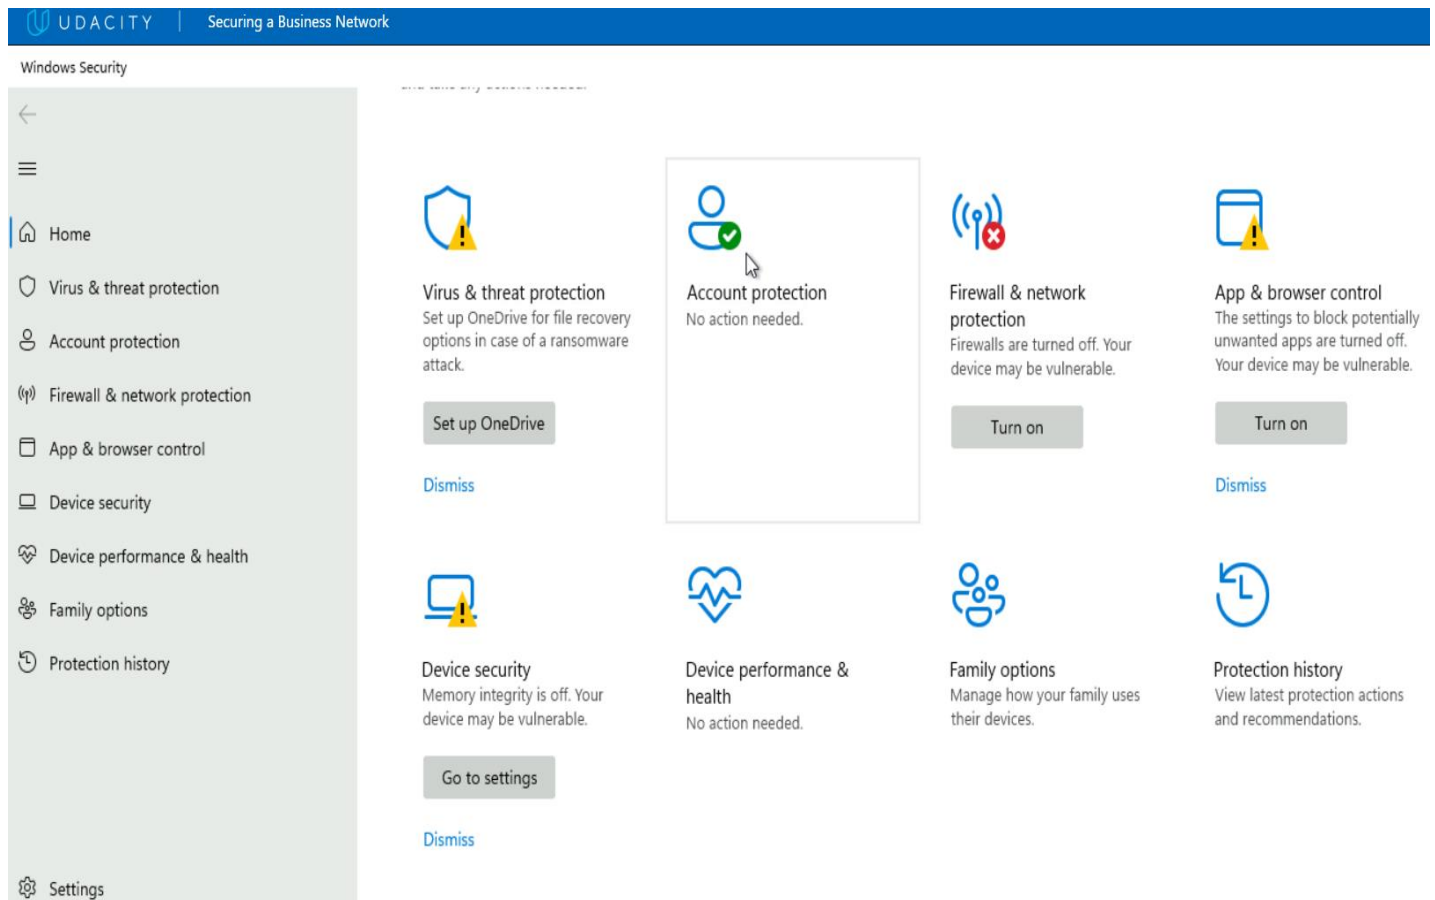 UDACITY
Securing a Business Network
Windows Security
Home
Virus & threat protection
Account protection
Firewall & network protection
App & browser control
Device security
Device performance & health
Family options
Protection history
Settings
Virus & threat protection
Set up OneDrive for file recovery
options in case of a ransomware
attack.
Set up OneDrive
Dismiss
Account protection
No action needed.
Firewall & network
protection
Firewalls are turned off. Your
device may be vulnerable.
Turn on
App & browser control
The settings to block potentially
unwanted apps are turned off.
Your device may be vulnerable.
Turn on
Dismiss
Device security
Memory integrity is off. Your
device may be vulnerable.
Go to settings
Dismiss
Device performance &
health
No action needed.
Family options
Manage how your family uses
their devices.
Protection history
View latest protection actions
and recommendations.